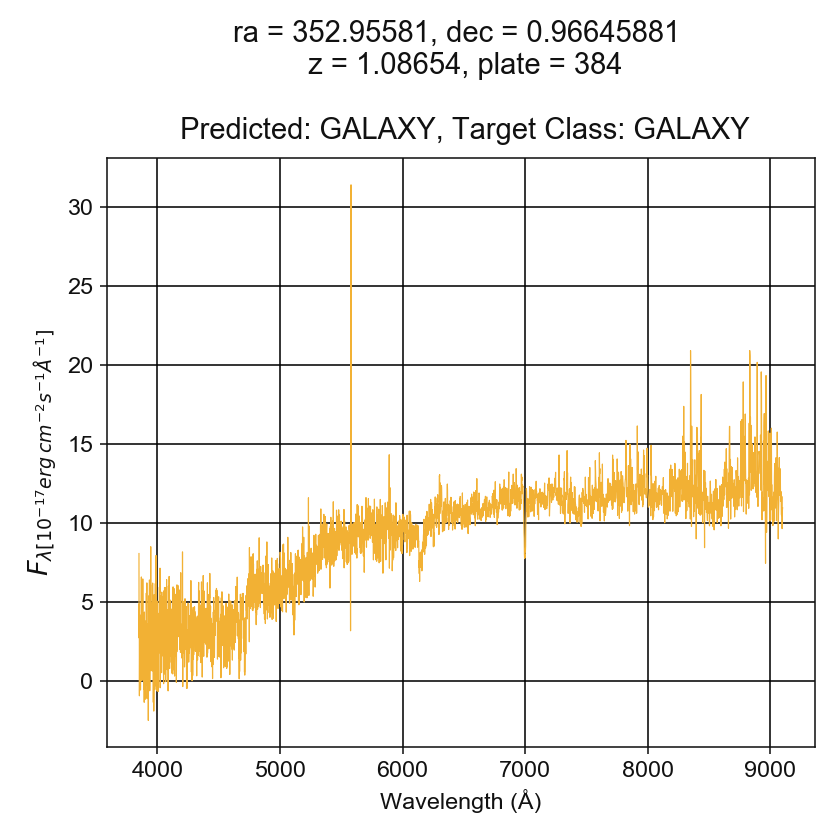 ra = 352.95581, dec = 0.96645881
z = 1.08654, plate = 384
Predicted: GALAXY, Target Class: GALAXY
30
25
20
15
10
5
0
F_{λ[10^{-17} erg cm^{-2} s^{-1} Å^{-1}]}
4000 5000 6000 7000 8000 9000
Wavelength (Å)